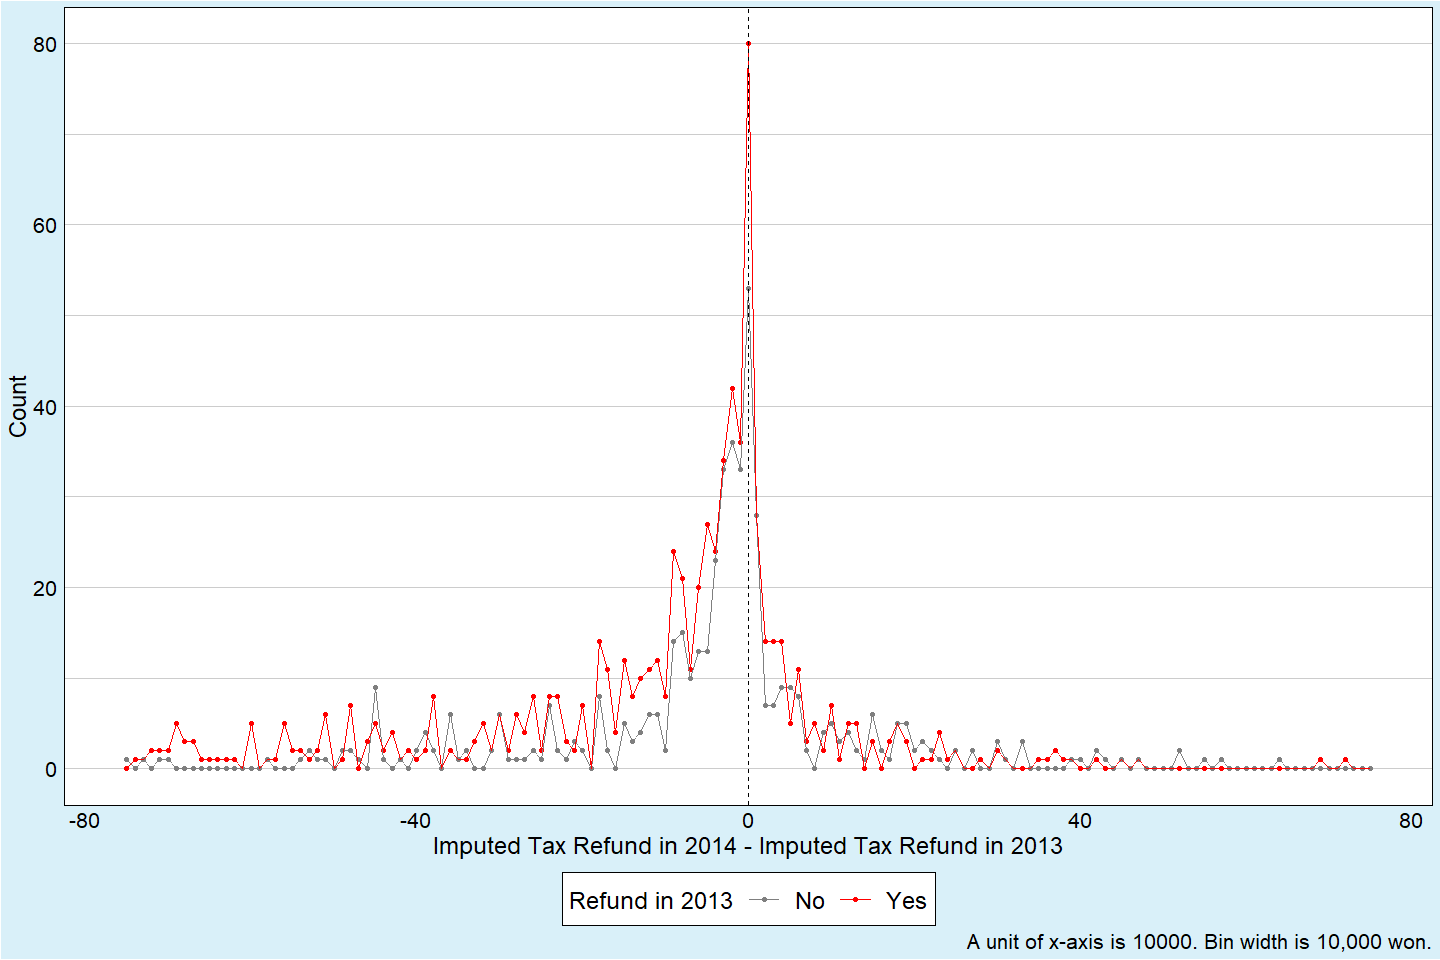 80
60
40
20
0
Count
-80
-40
0
40
80
Imputed Tax Refund in 2014 - Imputed Tax Refund in 2013
Refund in 2013 No Yes
A unit of x-axis is 10000. Bin width is 10,000 won.